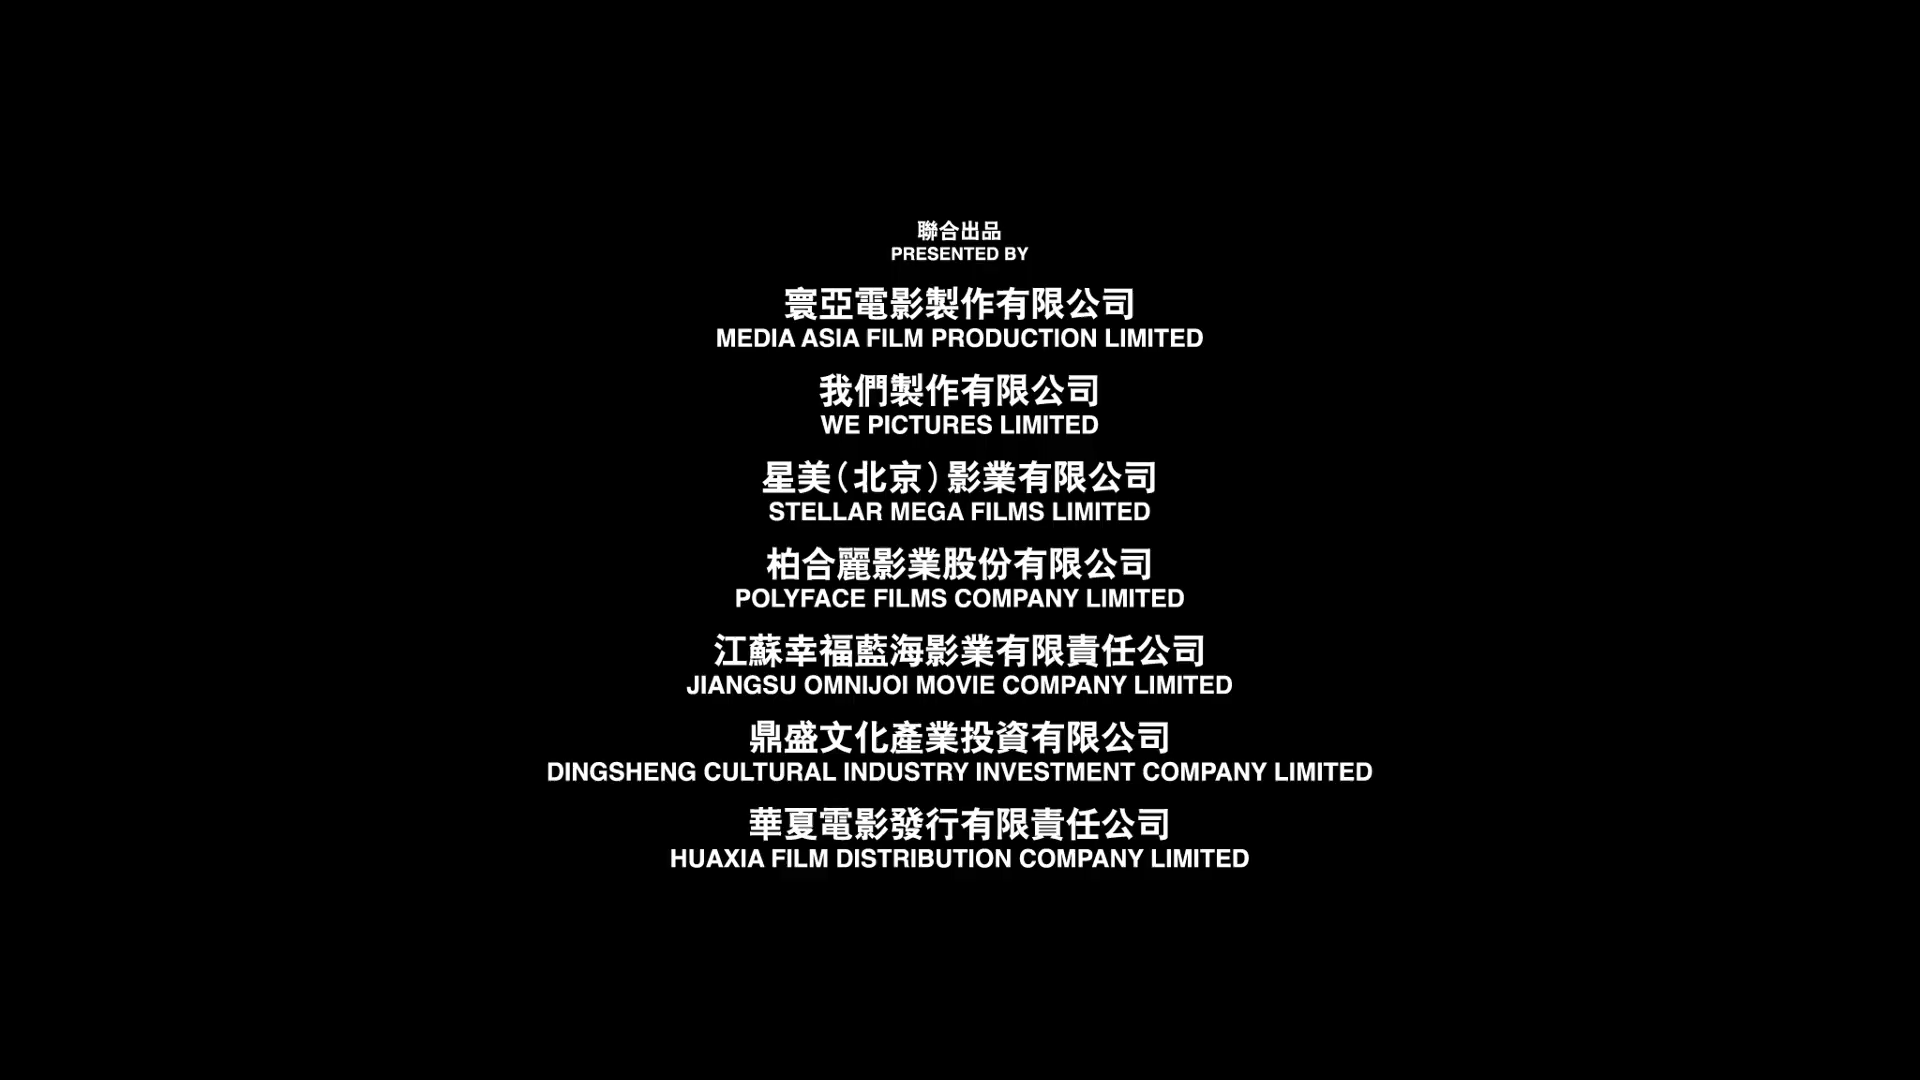 聯合出品
PRESENTED BY
寰亞電影製作有限公司
MEDIA ASIA FILM PRODUCTION LIMITED
我們製作有限公司
WE PICTURES LIMITED
星美(北京)影業有限公司
STELLAR MEGA FILMS LIMITED
柏合麗影業股份有限公司
POLYFACE FILMS COMPANY LIMITED
江蘇幸福藍海影業有限責任公司
JIANGSU OMNIJOI MOVIE COMPANY LIMITED
鼎盛文化產業投資有限公司
DINGSHENG CULTURAL INDUSTRY INVESTMENT COMPANY LIMITED
華夏電影發行有限責任公司
HUAXIA FILM DISTRIBUTION COMPANY LIMITED